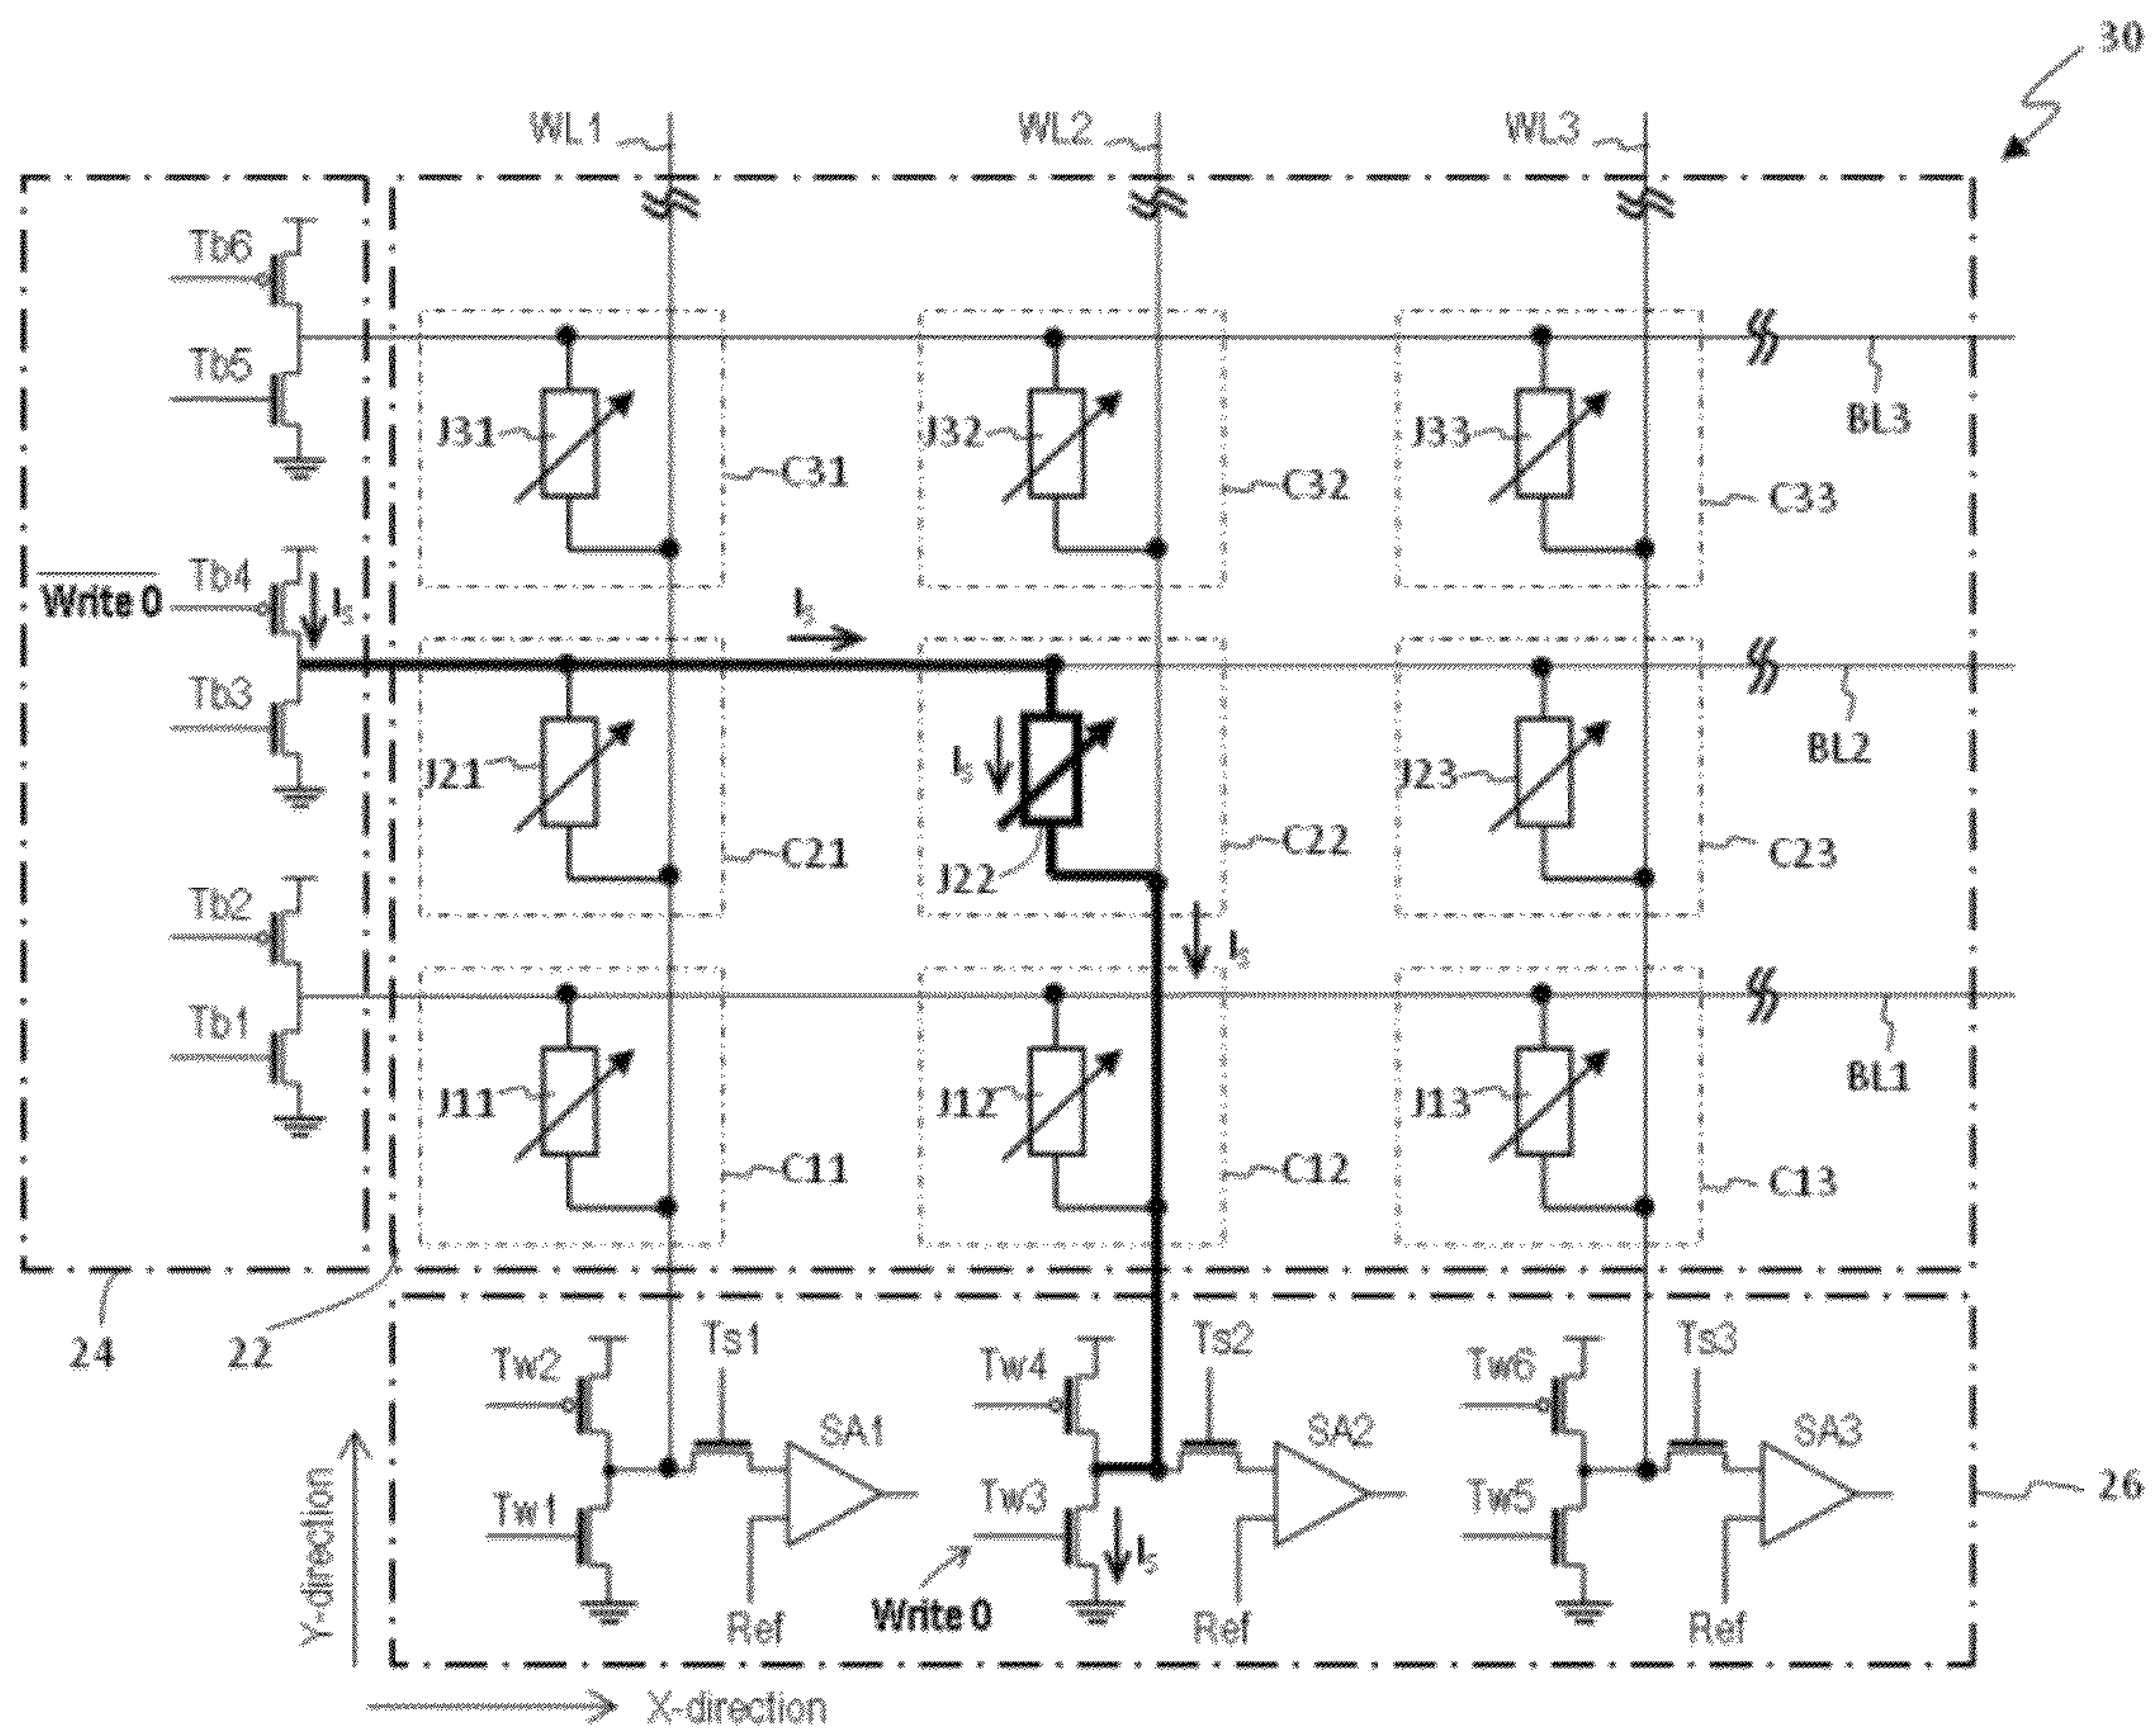 30
WL1 WL2 WL3
Tb6
Tb5
J31 J32 J33 BL3
C31 C32 C33
Tb4
Write 0 Is Is
Tb3
J21 Is J23 BL2
C21 C22 C23
J22
Tb2
Is
Tb1
J11 J12 J13 BL1
C11 C12 C13
24 22
Tw2 Ts1 Tw4 Ts2 Tw6 Ts3
SA1 SA2 SA3
Tw1 Tw3 Tw5 26
Is
Y-direction
Ref Write 0 Ref Ref
X-direction